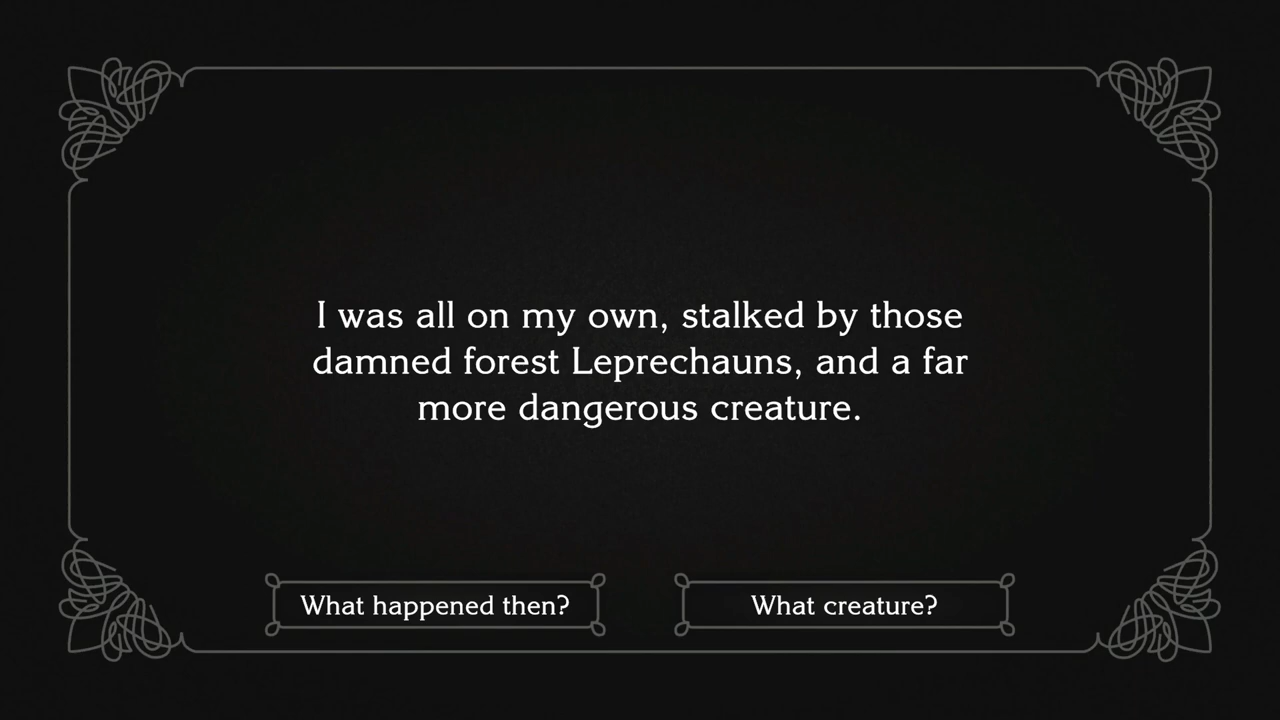 I was all on my own, stalked by those
damned forest Leprechauns, and a far
more dangerous creature.
What happened then?
What creature?